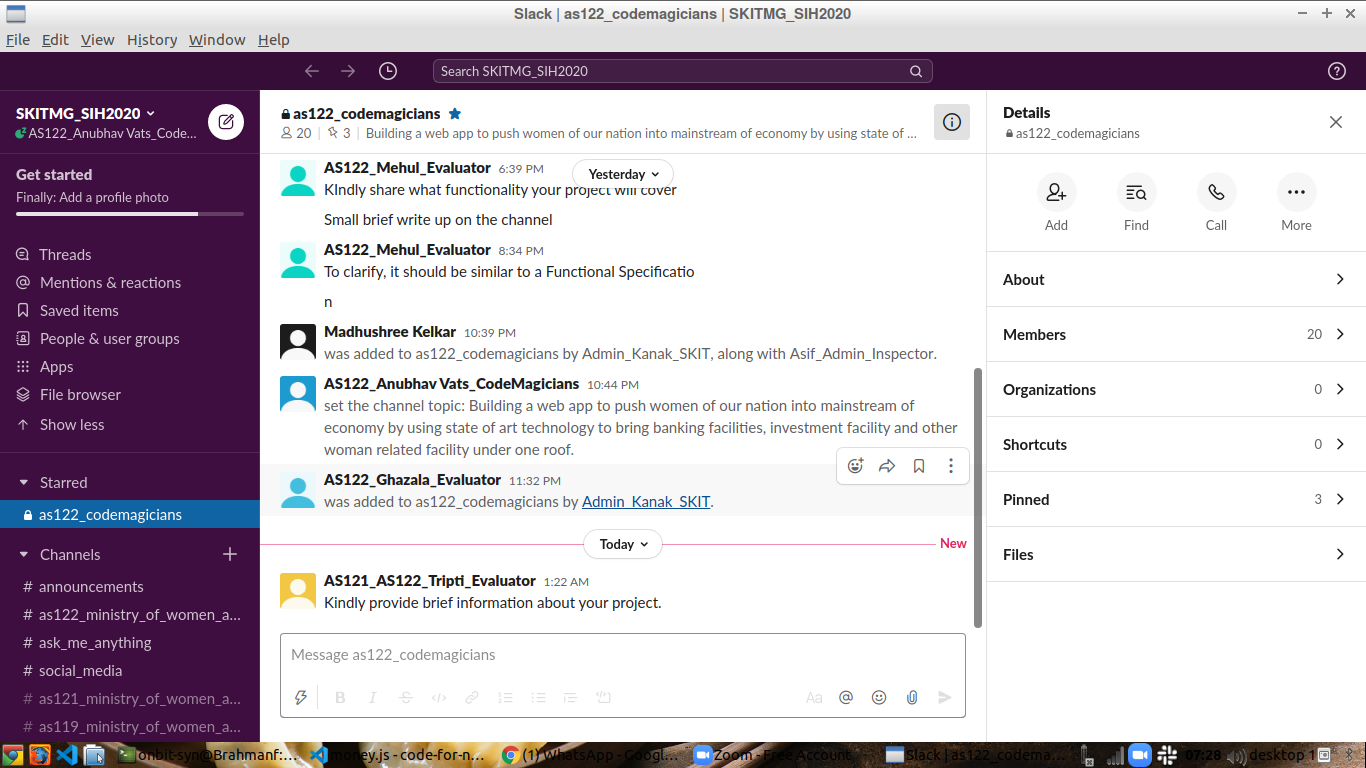 Slack | as122_codemagicians | SKITMG_SIH2020
File Edit View History Window Help
Search SKITMG_SIH2020
SKITMG_SIH2020
AS122_Anubhav Vats_Code...
Get started
Finally: Add a profile photo
Threads
Mentions & reactions
Saved items
People & user groups
Apps
File browser
Show less
Starred
as122_codemagicians
Channels
# announcements
# as122_ministry_of_women_a...
# ask_me_anything
# social_media
# as121_ministry_of_women_a...
# as119_ministry_of_women_a...
as122_codemagicians
20 | 3 | Building a web app to push women of our nation into mainstream of economy by using state of ...
Yesterday
AS122_Mehul_Evaluator 6:39 PM
KIndly share what functionality your project will cover
Small brief write up on the channel
AS122_Mehul_Evaluator 8:34 PM
To clarify, it should be similar to a Functional Specificatio
n
Madhushree Kelkar 10:39 PM
was added to as122_codemagicians by Admin_Kanak_SKIT, along with Asif_Admin_Inspector.
AS122_Anubhav Vats_CodeMagicians 10:44 PM
set the channel topic: Building a web app to push women of our nation into mainstream of
economy by using state of art technology to bring banking facilities, investment facility and other
woman related facility under one roof.
AS122_Ghazala_Evaluator 11:32 PM
was added to as122_codemagicians by Admin_Kanak_SKIT.
Today
New
AS121_AS122_Tripti_Evaluator 1:22 AM
Kindly provide brief information about your project.
Message as122_codemagicians
B I S Aa @
Details
as122_codemagicians
Add Find Call More
About
Members 20
Organizations 0
Shortcuts 0
Pinned 3
Files
onbit-syn@Brahmanf:... money.js - code-for-n... (1) WhatsApp - Googl... Zoom - Free Account Slack | as122_codema... 07:28 desktop 1